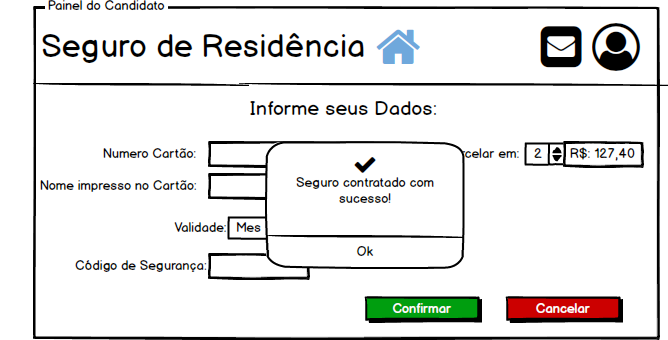 Painel do Candidato
Seguro de Residência
Informe seus Dados:
Numero Cartão:
celar em: 2 R$: 127,40
Nome impresso no Cartão:
Seguro contratado com
sucesso!
Validade: Mes
Ok
Código de Segurança:
Confirmar Cancelar